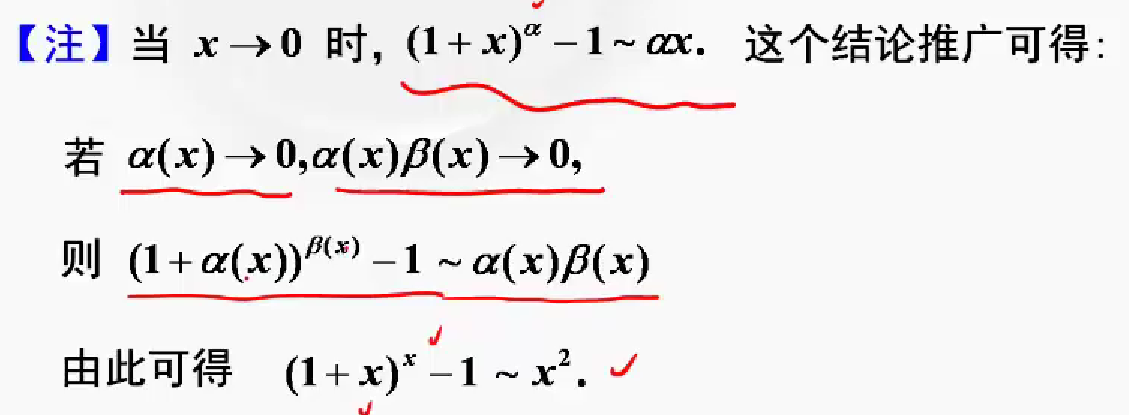 【注】当 x → 0 时, (1 + x)^α − 1 ~ αx. 这个结论推广可得:
若 α(x) → 0, α(x)β(x) → 0,
则 (1 + α(x))^{β(x)} − 1 ~ α(x)β(x)
由此可得 (1 + x)^x − 1 ~ x².